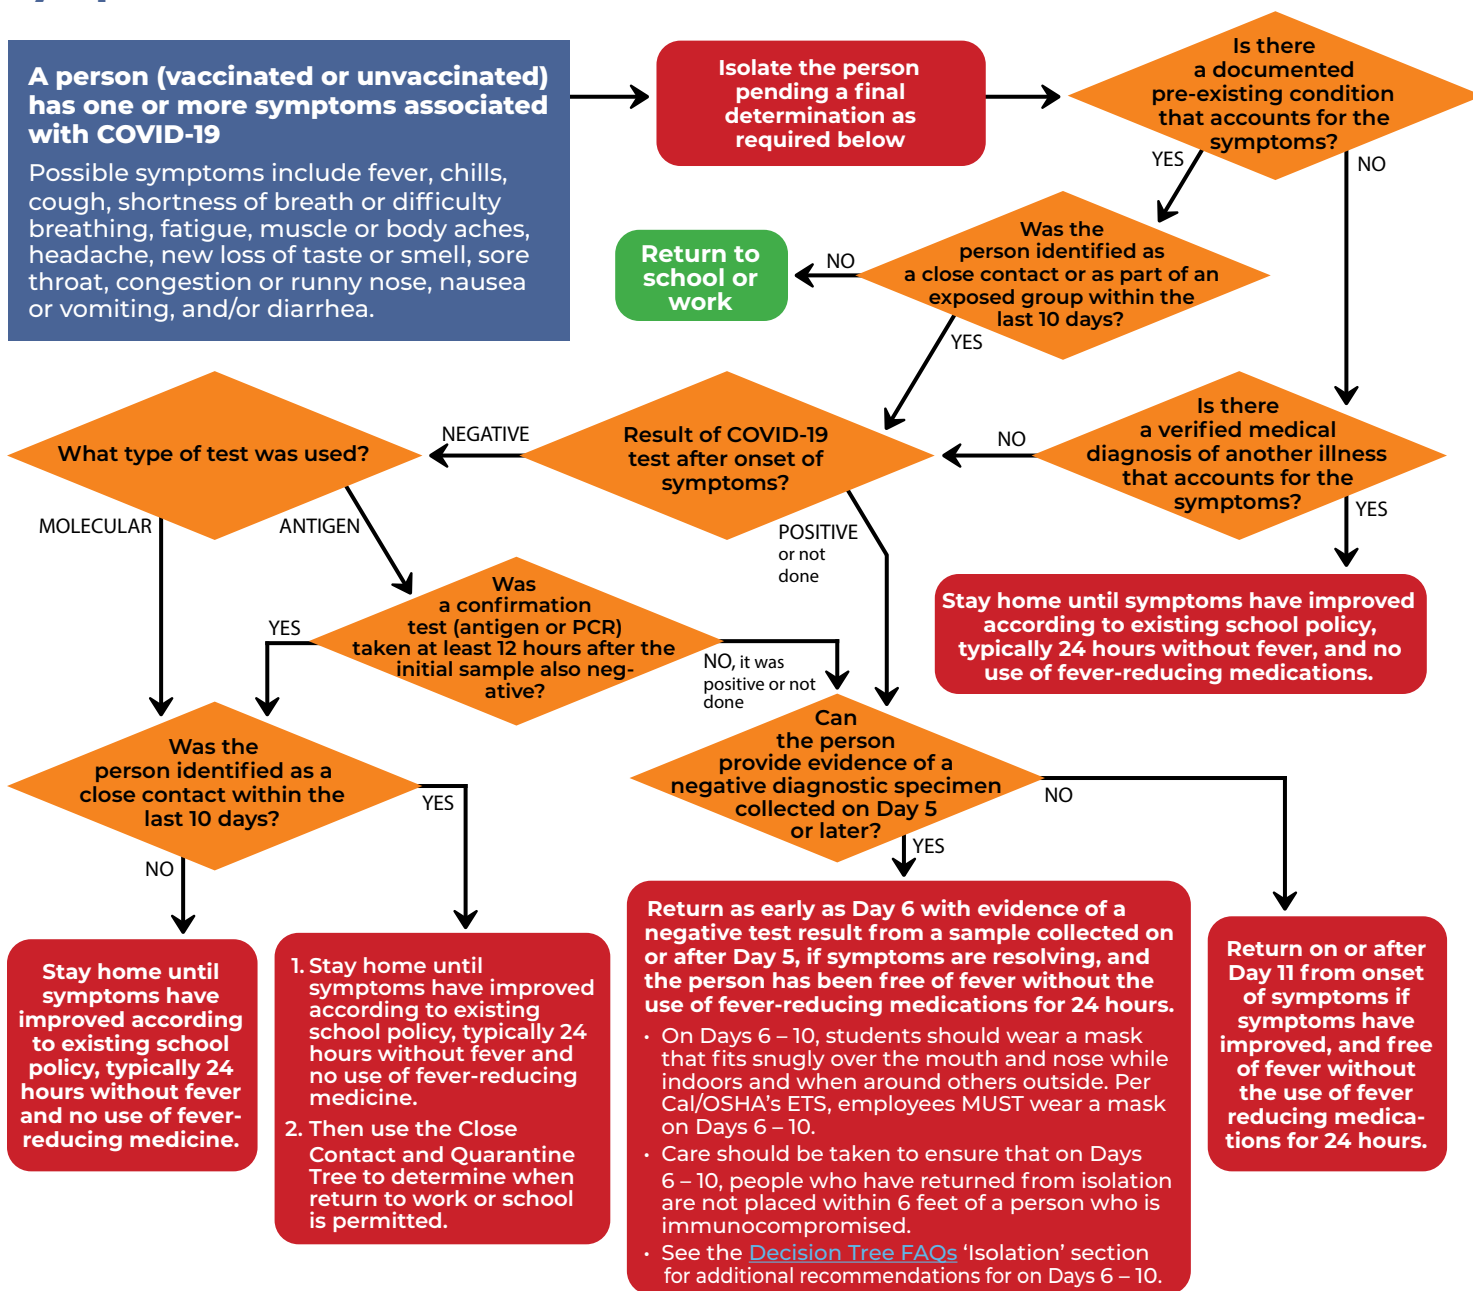 A person (vaccinated or unvaccinated)
has one or more symptoms associated
with COVID-19
Possible symptoms include fever, chills,
cough, shortness of breath or difficulty
breathing, fatigue, muscle or body aches,
headache, new loss of taste or smell, sore
throat, congestion or runny nose, nausea
or vomiting, and/or diarrhea.
Isolate the person
pending a final
determination as
required below
Is there
a documented
pre-existing condition
that accounts for the
symptoms?
YES
NO
Was the
person identified as
a close contact or as part of an
exposed group within the
last 10 days?
NO
Return to
school or
work
YES
Is there
a verified medical
diagnosis of another illness
that accounts for the
symptoms?
NO
YES
Stay home until symptoms have improved
according to existing school policy,
typically 24 hours without fever, and no
use of fever-reducing medications.
Result of COVID-19
test after onset of
symptoms?
NEGATIVE
POSITIVE
or not
done
What type of test was used?
MOLECULAR
ANTIGEN
Was
a confirmation
test (antigen or PCR)
taken at least 12 hours after the
initial sample also neg-
ative?
YES
NO, it was
positive or not
done
Was the
person identified as a
close contact within the
last 10 days?
YES
NO
Can
the person
provide evidence of a
negative diagnostic specimen
collected on Day 5
or later?
NO
YES
Stay home until
symptoms have
improved according
to existing school
policy, typically 24
hours without fever
and no use of fever-
reducing medicine.
1. Stay home until
symptoms have improved
according to existing
school policy, typically 24
hours without fever and
no use of fever-reducing
medicine.
2. Then use the Close
Contact and Quarantine
Tree to determine when
return to work or school
is permitted.
Return as early as Day 6 with evidence of a
negative test result from a sample collected on
or after Day 5, if symptoms are resolving, and
the person has been free of fever without the
use of fever-reducing medications for 24 hours.
• On Days 6 – 10, students should wear a mask
that fits snugly over the mouth and nose while
indoors and when around others outside. Per
Cal/OSHA's ETS, employees MUST wear a mask
on Days 6 – 10.
• Care should be taken to ensure that on Days
6 – 10, people who have returned from isolation
are not placed within 6 feet of a person who is
immunocompromised.
• See the Decision Tree FAQs 'Isolation' section
for additional recommendations for on Days 6 – 10.
Return on or after
Day 11 from onset
of symptoms if
symptoms have
improved, and free
of fever without
the use of fever
reducing medica-
tions for 24 hours.